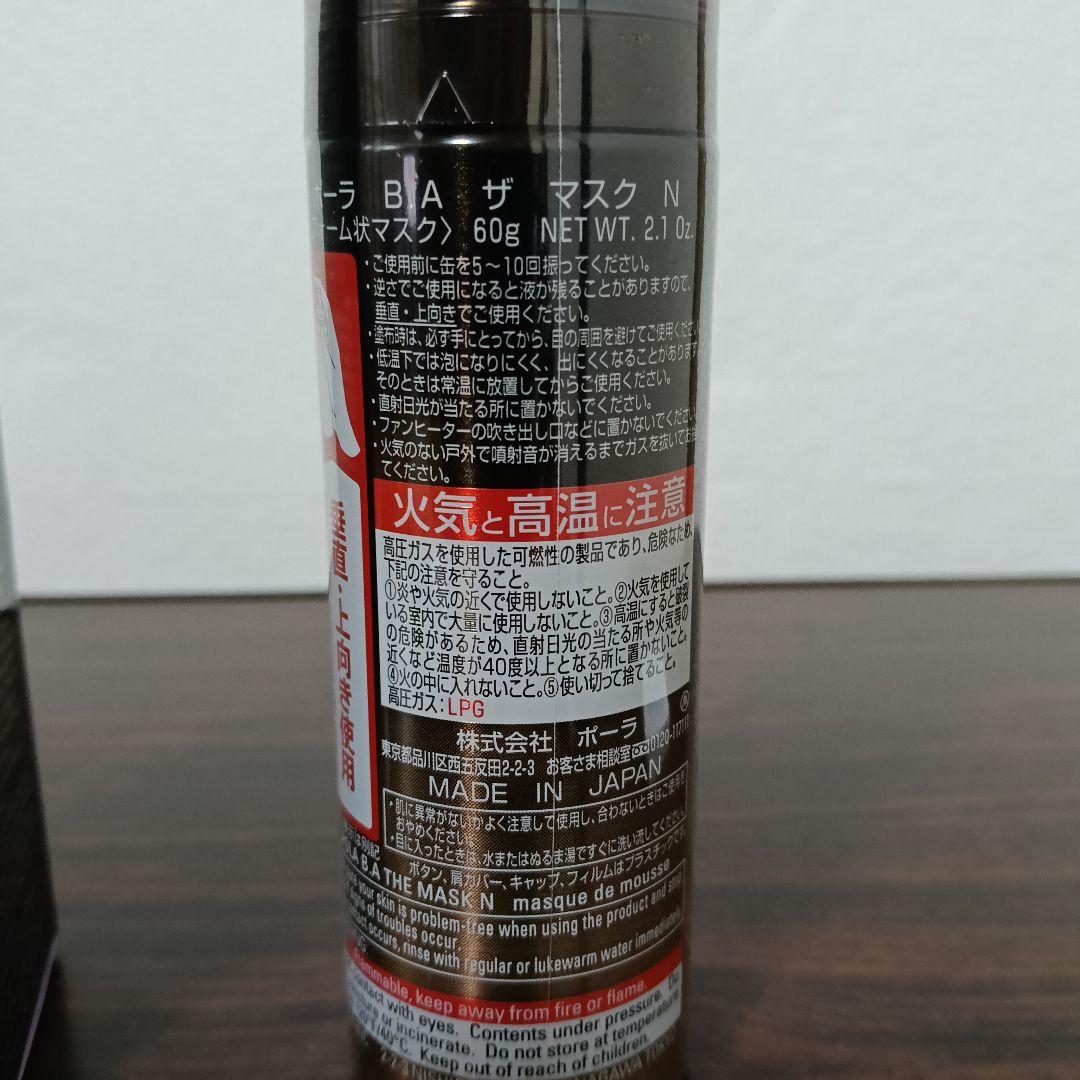 ーラ B.A ザ マスク N
ーム状マスク〉 60g NET WT. 2.1 Oz.
・ご使用前に缶を5～10回振ってください。
・逆さでご使用になると液が残ることがありますので、
垂直・上向きでご使用ください。
・塗布時は、必ず手にとってから、目の周囲を避けてご使用ください
・低温下では泡になりにくく、出にくくなることがあります
そのときは常温に放置してからご使用ください。
・直射日光が当たる所に置かないでください。
・ファンヒーターの吹き出し口などに置かないでください
・火気のない戸外で噴射音が消えるまでガスを抜いてお
てください。
垂直・上向き使用
火気と高温に注意
高圧ガスを使用した可燃性の製品であり、危険なため、
下記の注意を守ること。
①炎や火気の近くで使用しないこと。②火気を使用して
いる室内で大量に使用しないこと。③高温にすると破裂
の危険があるため、直射日光の当たる所や火気等の
近くなど温度が40度以上となる所に置かないこと。
④火の中に入れないこと。⑤使い切って捨てること。
高圧ガス:LPG
株式会社 ポーラ
東京都品川区西五反田2-2-3 お客さま相談室 0120-117111
MADE IN JAPAN
・肌に異常がないかよく注意して使用し、合わないときはご使用を
おやめください。
・目に入ったときは、水またはぬるま湯ですぐに洗い流してください。
ボタン、肩カバー、キャップ、フィルムはプラスチックです。
は別記
LA B.A THE MASK N masque de mousse
your skin is problem-free when using the product and stop
of troubles occur.
occurs, rinse with regular or lukewarm water immediately.
flammable, keep away from fire or flame.
contact with eyes. Contents under pressure. Do
or incinerate. Do not store at temperature
120°F/40°C. Keep out of reach of children.